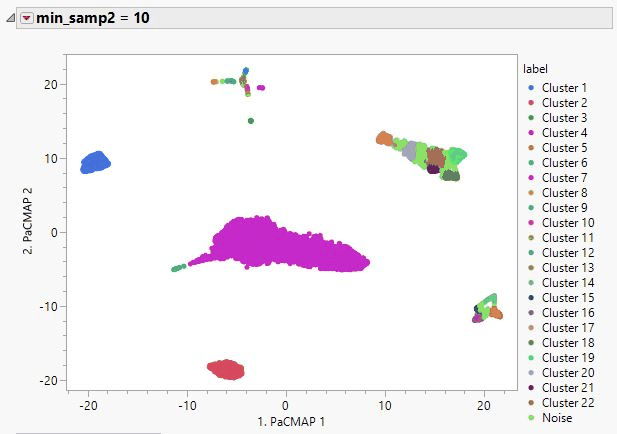 min_samp2 = 10
label
Cluster 1
Cluster 2
Cluster 3
Cluster 4
Cluster 5
Cluster 6
Cluster 7
Cluster 8
Cluster 9
Cluster 10
Cluster 11
Cluster 12
Cluster 13
Cluster 14
Cluster 15
Cluster 16
Cluster 17
Cluster 18
Cluster 19
Cluster 20
Cluster 21
Cluster 22
Noise
2. PaCMAP 2
20
10
0
-10
-20
-20 -10 0 10 20
1. PaCMAP 1